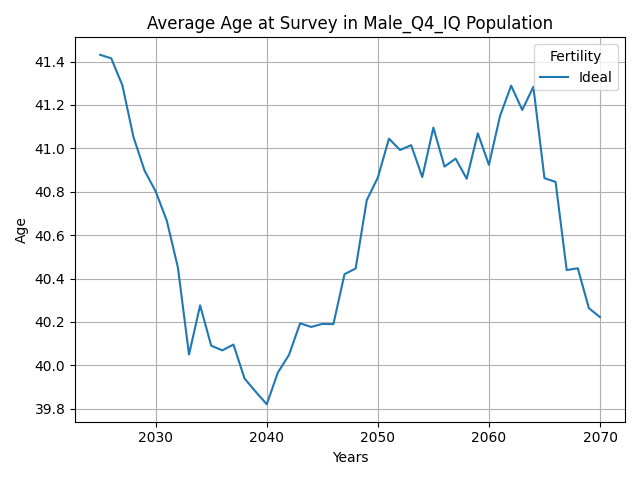 Average Age at Survey in Male_Q4_IQ Population
Fertility
Ideal
41.4
41.2
41.0
40.8
40.6
40.4
40.2
40.0
39.8
Age
2030 2040 2050 2060 2070
Years